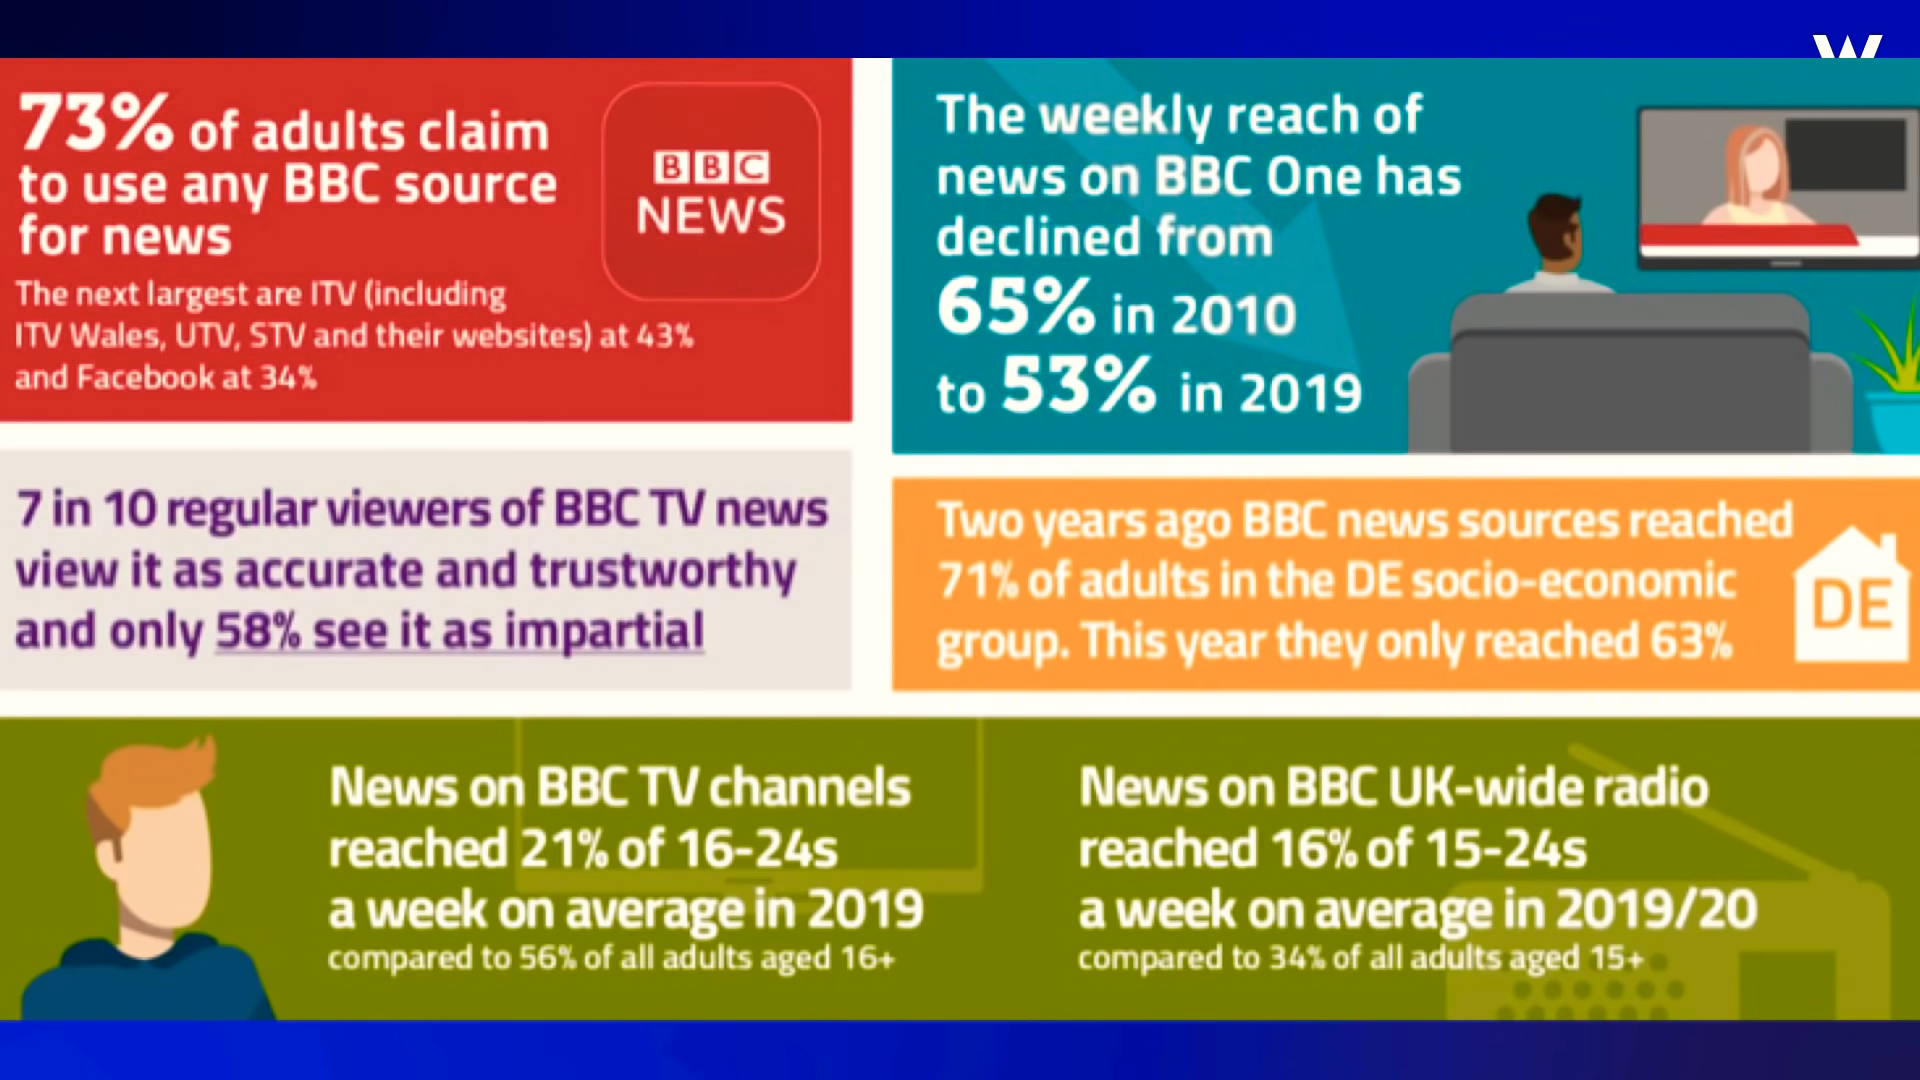 W
73% of adults claim
to use any BBC source
for news
BBC
NEWS
The next largest are ITV (including
ITV Wales, UTV, STV and their websites) at 43%
and Facebook at 34%
The weekly reach of
news on BBC One has
declined from
65% in 2010
to 53% in 2019
7 in 10 regular viewers of BBC TV news
view it as accurate and trustworthy
and only 58% see it as impartial
Two years ago BBC news sources reached
71% of adults in the DE socio-economic
group. This year they only reached 63%
DE
News on BBC TV channels
reached 21% of 16-24s
a week on average in 2019
compared to 56% of all adults aged 16+
News on BBC UK-wide radio
reached 16% of 15-24s
a week on average in 2019/20
compared to 34% of all adults aged 15+